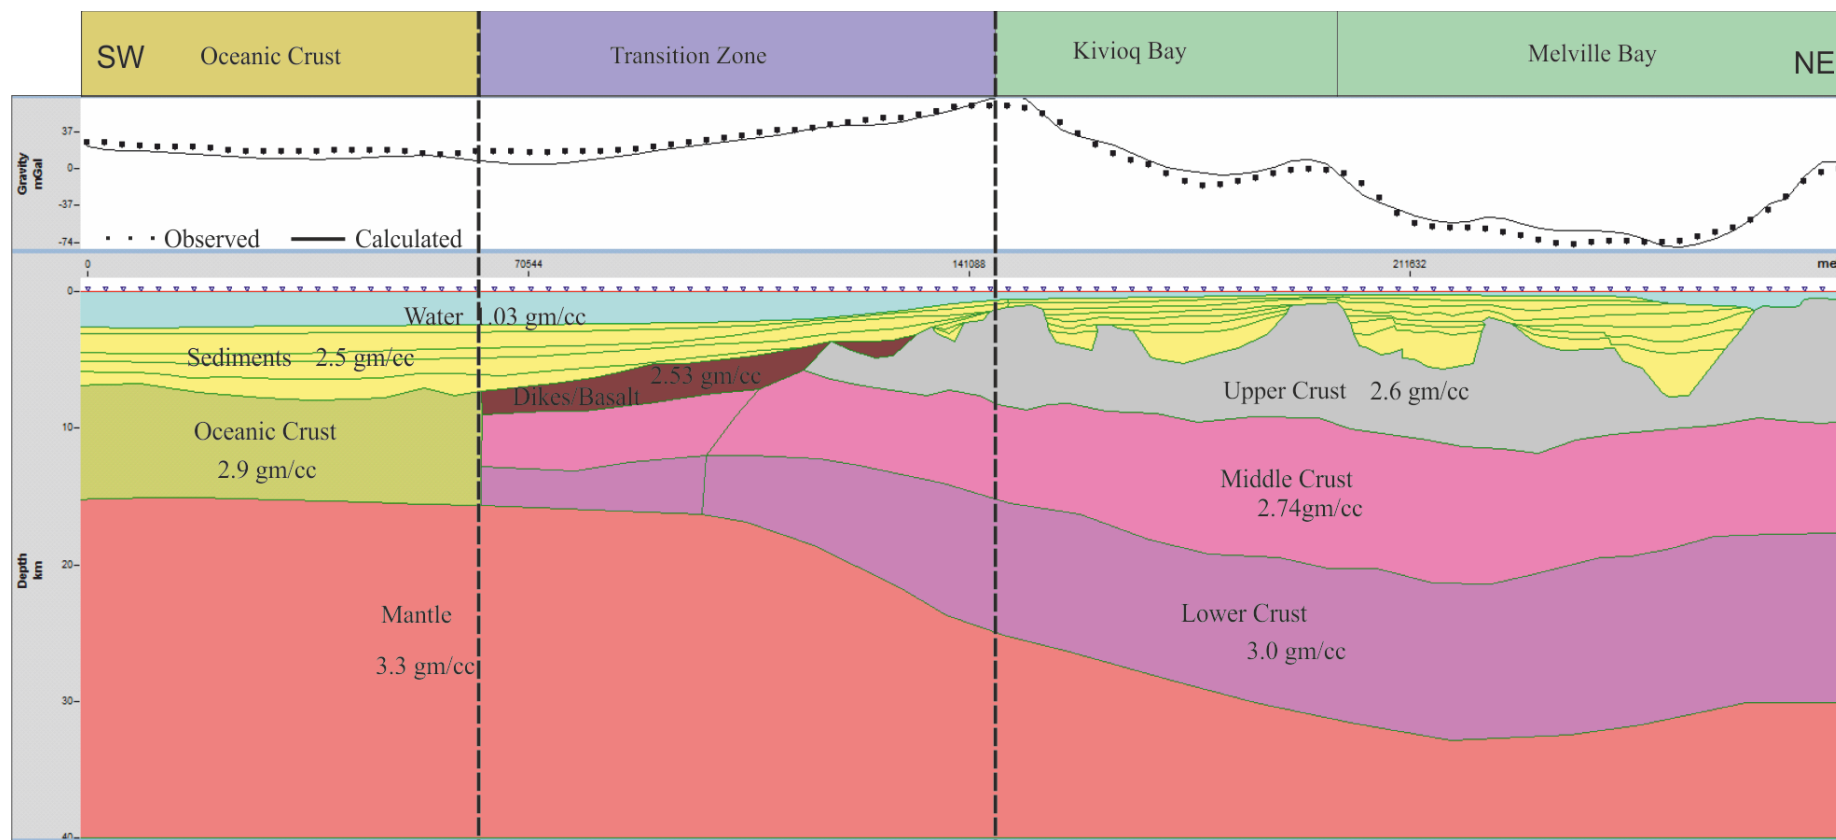 SW Oceanic Crust Transition Zone Kivioq Bay Melville Bay NE
Gravity
mGal
37
0
-37
-74
Observed Calculated
0 70544 141088 211632 me
0
Water 1.03 gm/cc
Sediments 2.5 gm/cc
2.53 gm/cc
Dikes/Basalt
Upper Crust 2.6 gm/cc
10
Oceanic Crust
2.9 gm/cc
Middle Crust
2.74gm/cc
Depth
km
20
Mantle
3.3 gm/cc
Lower Crust
3.0 gm/cc
30
40